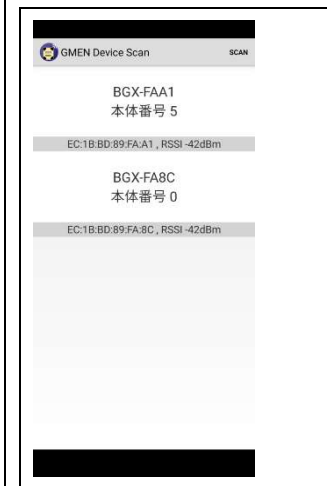 GMEN Device Scan
SCAN
BGX-FAA1
本体番号 5
EC:1B:BD:89:FA:A1 , RSSI -42dBm
BGX-FA8C
本体番号 0
EC:1B:BD:89:FA:8C , RSSI -42dBm